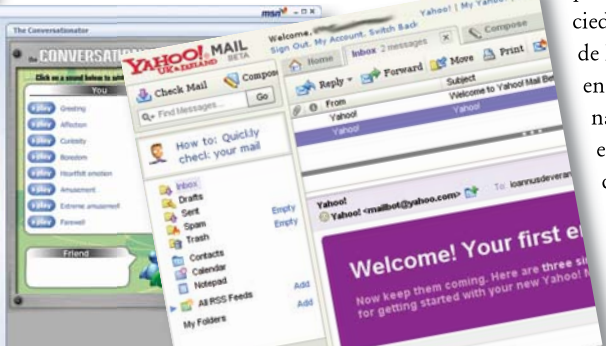 msn
The Conversationator
the CONVERSATIO
Click on a sound below to add
You
play Greeting
play Affection
play Curiosity
play Boredom
play Heartfelt emotion
play Amusement
play Extreme amusement
play Farewell
Friend
YAHOO! MAIL
UK & IRELAND BETA
Welcome,
Sign Out, My Account, Switch Back
Yahoo! | My Yahoo
Check Mail
Compose
Find Messages...
Go
How to: Quickly
check your mail
Inbox
Drafts
Sent
Spam Empty
Trash Empty
Contacts
Calendar
Notepad
All RSS Feeds Add
My Folders Add
Home
Inbox 2 messages
Compose
Reply
Forward
Move
Print
From
Subject
Yahoo!
Welcome to Yahoo! Mail Be
Yahoo!
Yahoo!
Yahoo!
Yahoo! <mailbot@yahoo.com>
To: ioannusdeveran
Welcome! Your first e
Now keep them coming. Here are three si
for getting started with your new Yahoo! M
cied
de
en
na
e